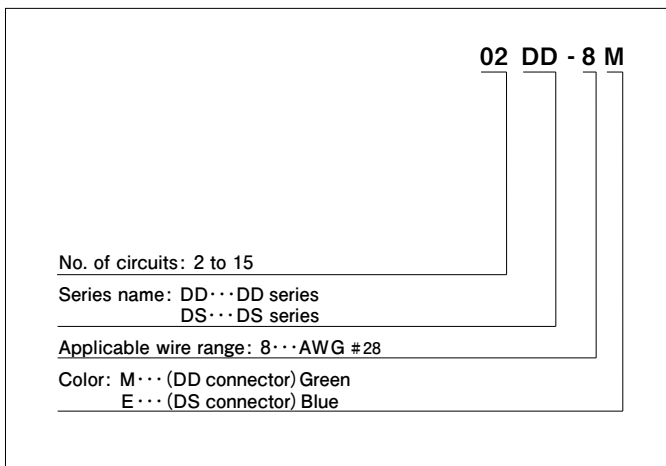 02 DD - 8 M
No. of circuits: 2 to 15
Series name: DD･･･DD series
DS･･･DS series
Applicable wire range: 8･･･AWG #28
Color: M･･･(DD connector) Green
E･･･(DS connector) Blue